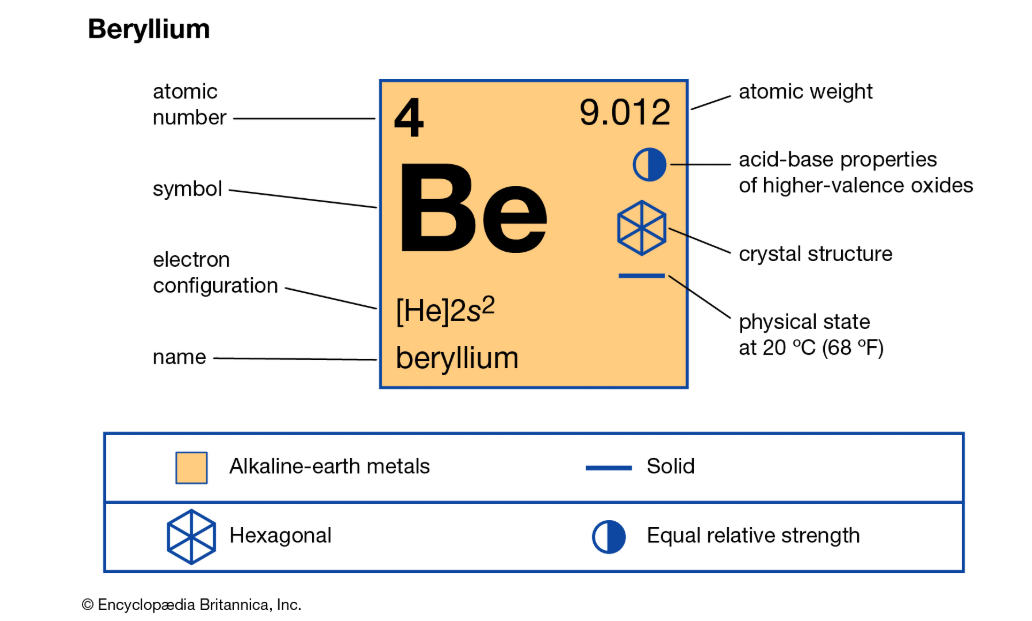 Beryllium
atomic
number
symbol
electron
configuration
name
4
9.012
Be
[He]2s²
beryllium
atomic weight
acid-base properties
of higher-valence oxides
crystal structure
physical state
at 20 ºC (68 ºF)
Alkaline-earth metals
Solid
Hexagonal
Equal relative strength
© Encyclopædia Britannica, Inc.